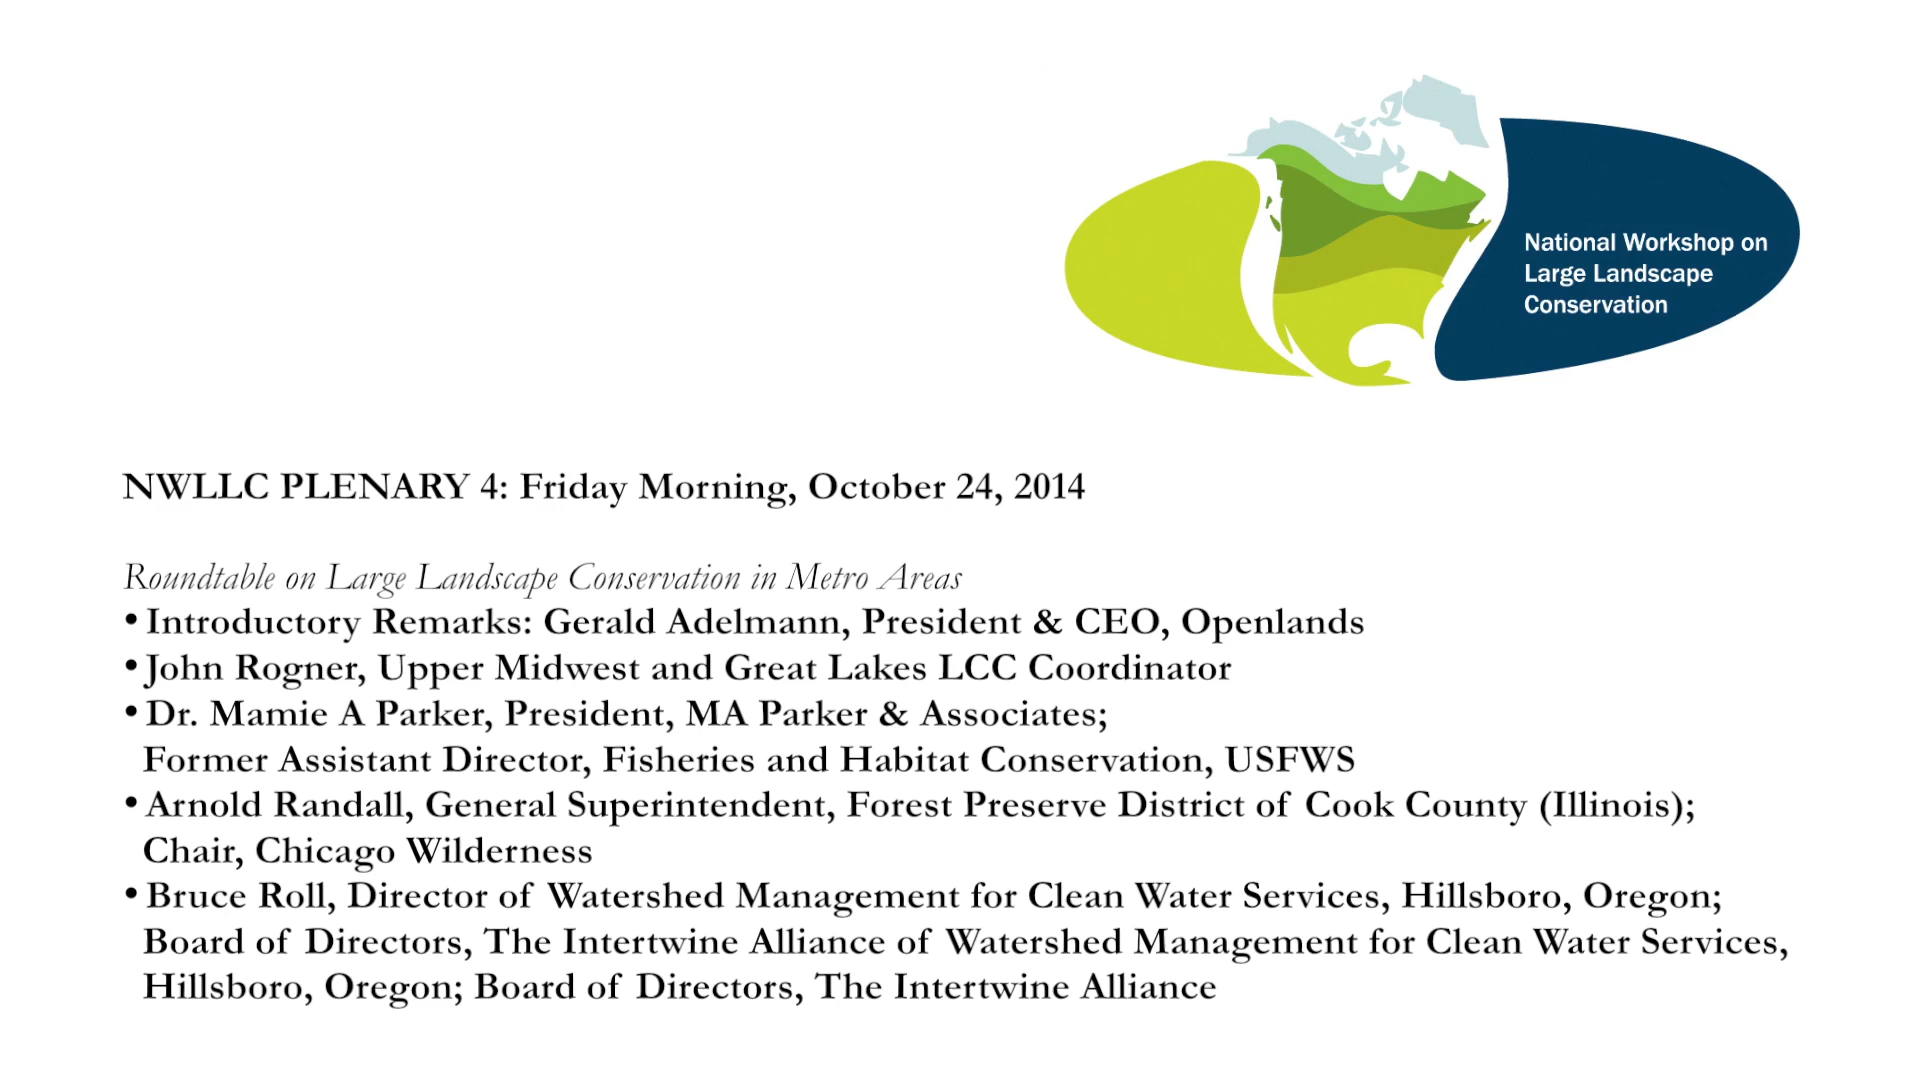 National Workshop on
Large Landscape
Conservation
NWLLC PLENARY 4: Friday Morning, October 24, 2014
Roundtable on Large Landscape Conservation in Metro Areas
• Introductory Remarks: Gerald Adelmann, President & CEO, Openlands
• John Rogner, Upper Midwest and Great Lakes LCC Coordinator
• Dr. Mamie A Parker, President, MA Parker & Associates;
Former Assistant Director, Fisheries and Habitat Conservation, USFWS
• Arnold Randall, General Superintendent, Forest Preserve District of Cook County (Illinois);
Chair, Chicago Wilderness
• Bruce Roll, Director of Watershed Management for Clean Water Services, Hillsboro, Oregon;
Board of Directors, The Intertwine Alliance of Watershed Management for Clean Water Services,
Hillsboro, Oregon; Board of Directors, The Intertwine Alliance